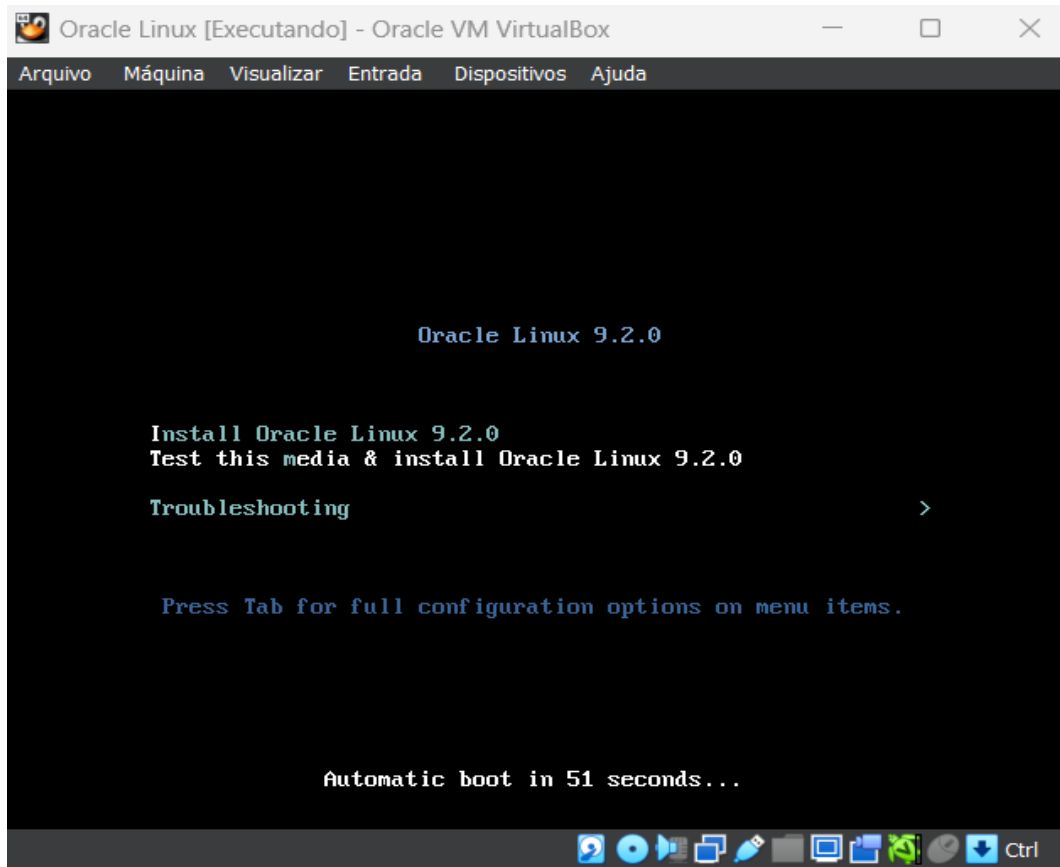 Oracle Linux [Executando] - Oracle VM VirtualBox
Arquivo Máquina Visualizar Entrada Dispositivos Ajuda
Oracle Linux 9.2.0
Install Oracle Linux 9.2.0
Test this media & install Oracle Linux 9.2.0
Troubleshooting >
Press Tab for full configuration options on menu items.
Automatic boot in 51 seconds...
Ctrl